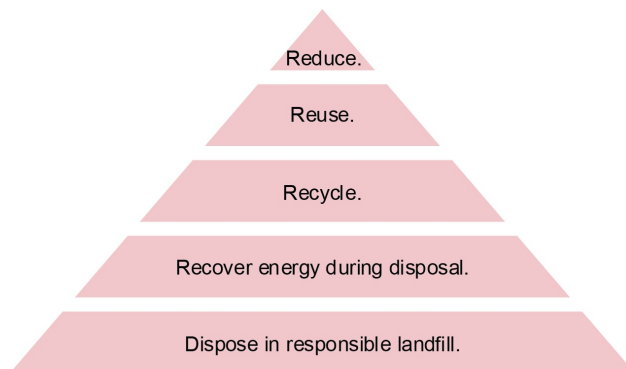 Reduce.
Reuse.
Recycle.
Recover energy during disposal.
Dispose in responsible landfill.